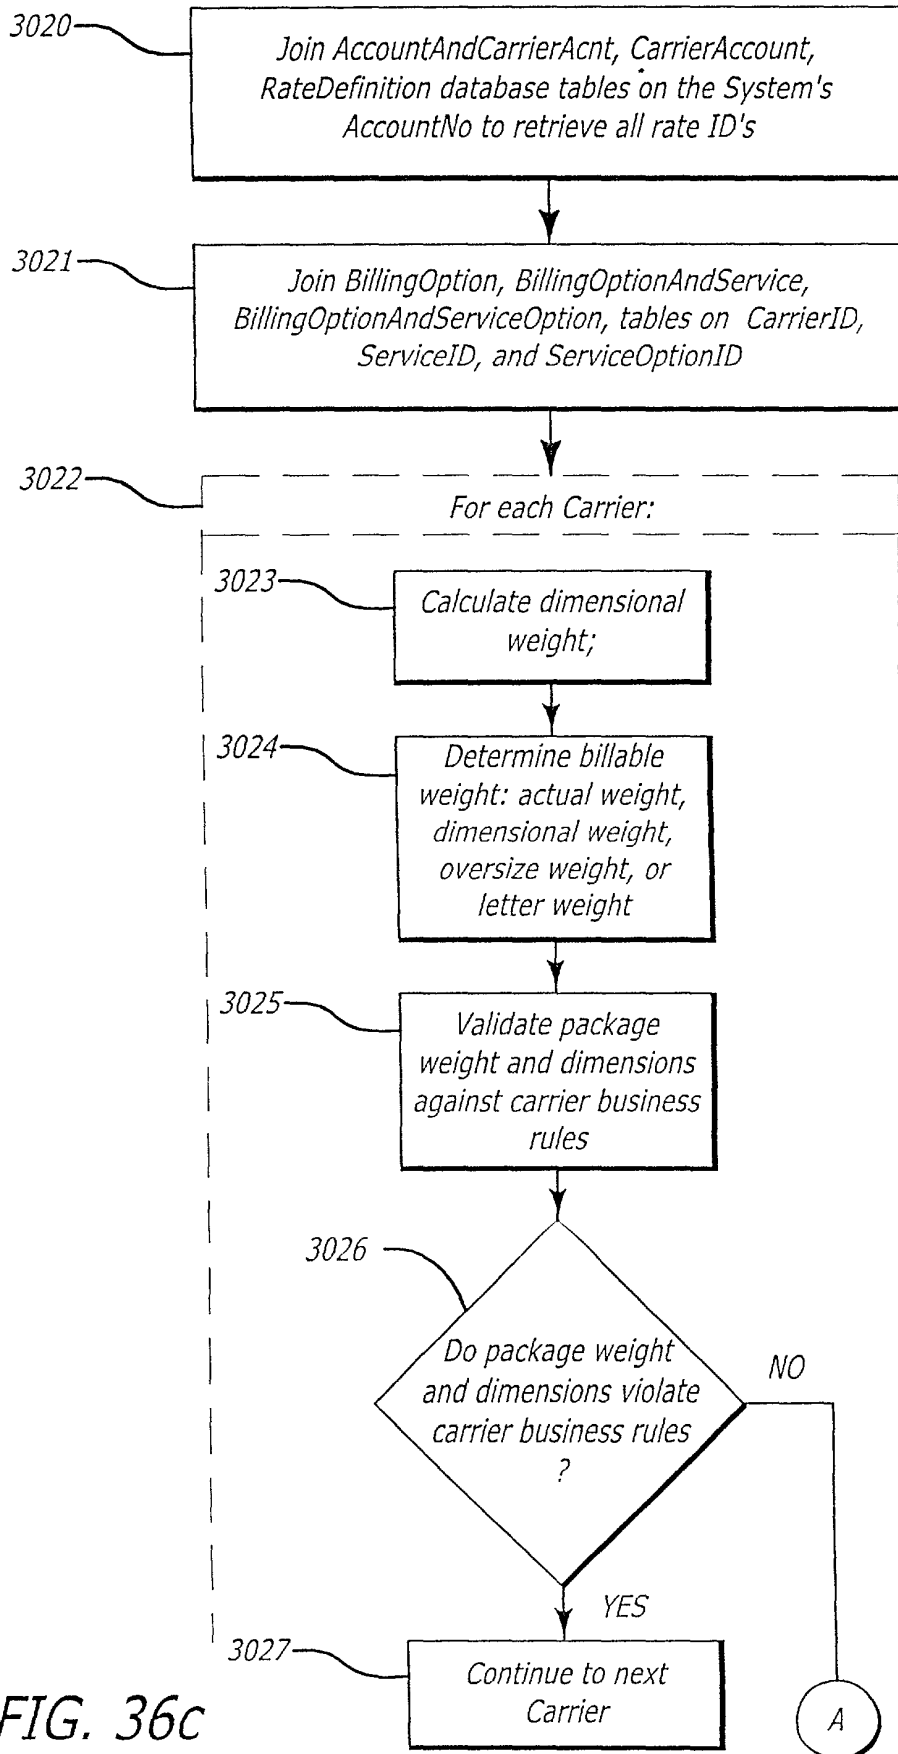 3020
Join AccountAndCarrierAcnt, CarrierAccount,
RateDefinition database tables on the System's
AccountNo to retrieve all rate ID's
3021
Join BillingOption, BillingOptionAndService,
BillingOptionAndServiceOption, tables on CarrierID,
ServiceID, and ServiceOptionID
3022
For each Carrier:
3023
Calculate dimensional
weight;
3024
Determine billable
weight: actual weight,
dimensional weight,
oversize weight, or
letter weight
3025
Validate package
weight and dimensions
against carrier business
rules
3026
Do package weight
and dimensions violate
carrier business rules
?
NO
YES
3027
Continue to next
Carrier
A
FIG. 36c